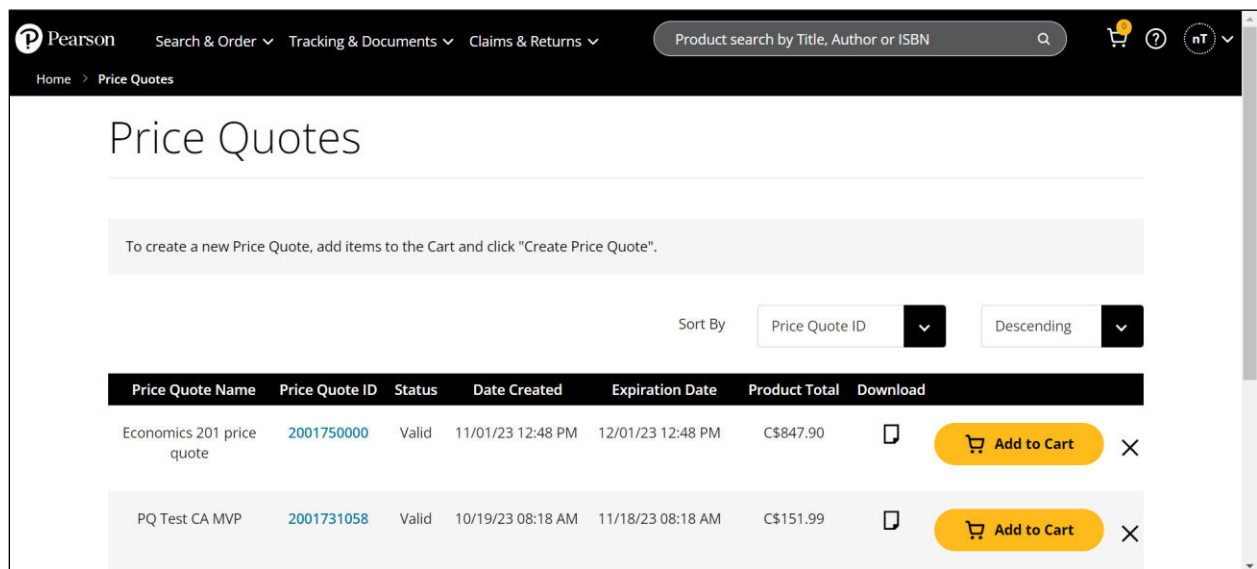 Pearson Search & Order Tracking & Documents Claims & Returns Product search by Title, Author or ISBN 0 nT
Home > Price Quotes
Price Quotes
To create a new Price Quote, add items to the Cart and click "Create Price Quote".
Sort By Price Quote ID Descending
Price Quote Name Price Quote ID Status Date Created Expiration Date Product Total Download
Economics 201 price 2001750000 Valid 11/01/23 12:48 PM 12/01/23 12:48 PM C$847.90 Add to Cart
quote
PQ Test CA MVP 2001731058 Valid 10/19/23 08:18 AM 11/18/23 08:18 AM C$151.99 Add to Cart